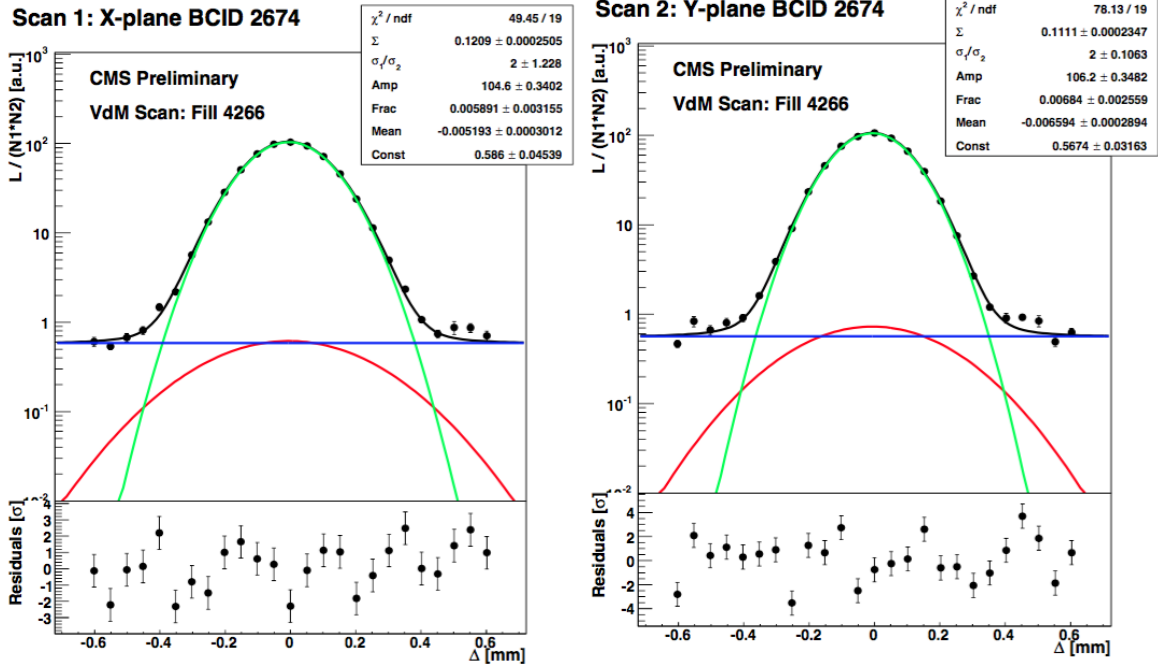 Scan 1: X-plane BCID 2674
χ² / ndf 49.45 / 19
Σ 0.1209 ± 0.0002505
σ₁/σ₂ 2 ± 1.228
Amp 104.6 ± 0.3402
Frac 0.005891 ± 0.003155
Mean -0.005193 ± 0.0003012
Const 0.586 ± 0.04539
CMS Preliminary
VdM Scan: Fill 4266
L / (N1*N2) [a.u.]
10³
10²
10
1
10⁻¹
Residuals [σ]
4
3
2
1
0
-1
-2
-3
-0.6 -0.4 -0.2 0 0.2 0.4 0.6
Δ [mm]
Scan 2: Y-plane BCID 2674
χ² / ndf 78.13 / 19
Σ 0.1111 ± 0.0002347
σ₁/σ₂ 2 ± 0.1063
Amp 106.2 ± 0.3482
Frac 0.00684 ± 0.002559
Mean -0.006594 ± 0.0002894
Const 0.5674 ± 0.03163
CMS Preliminary
VdM Scan: Fill 4266
L / (N1*N2) [a.u.]
10³
10²
10
1
10⁻¹
Residuals [σ]
4
2
0
-2
-4
-0.6 -0.4 -0.2 0 0.2 0.4 0.6
Δ [mm]